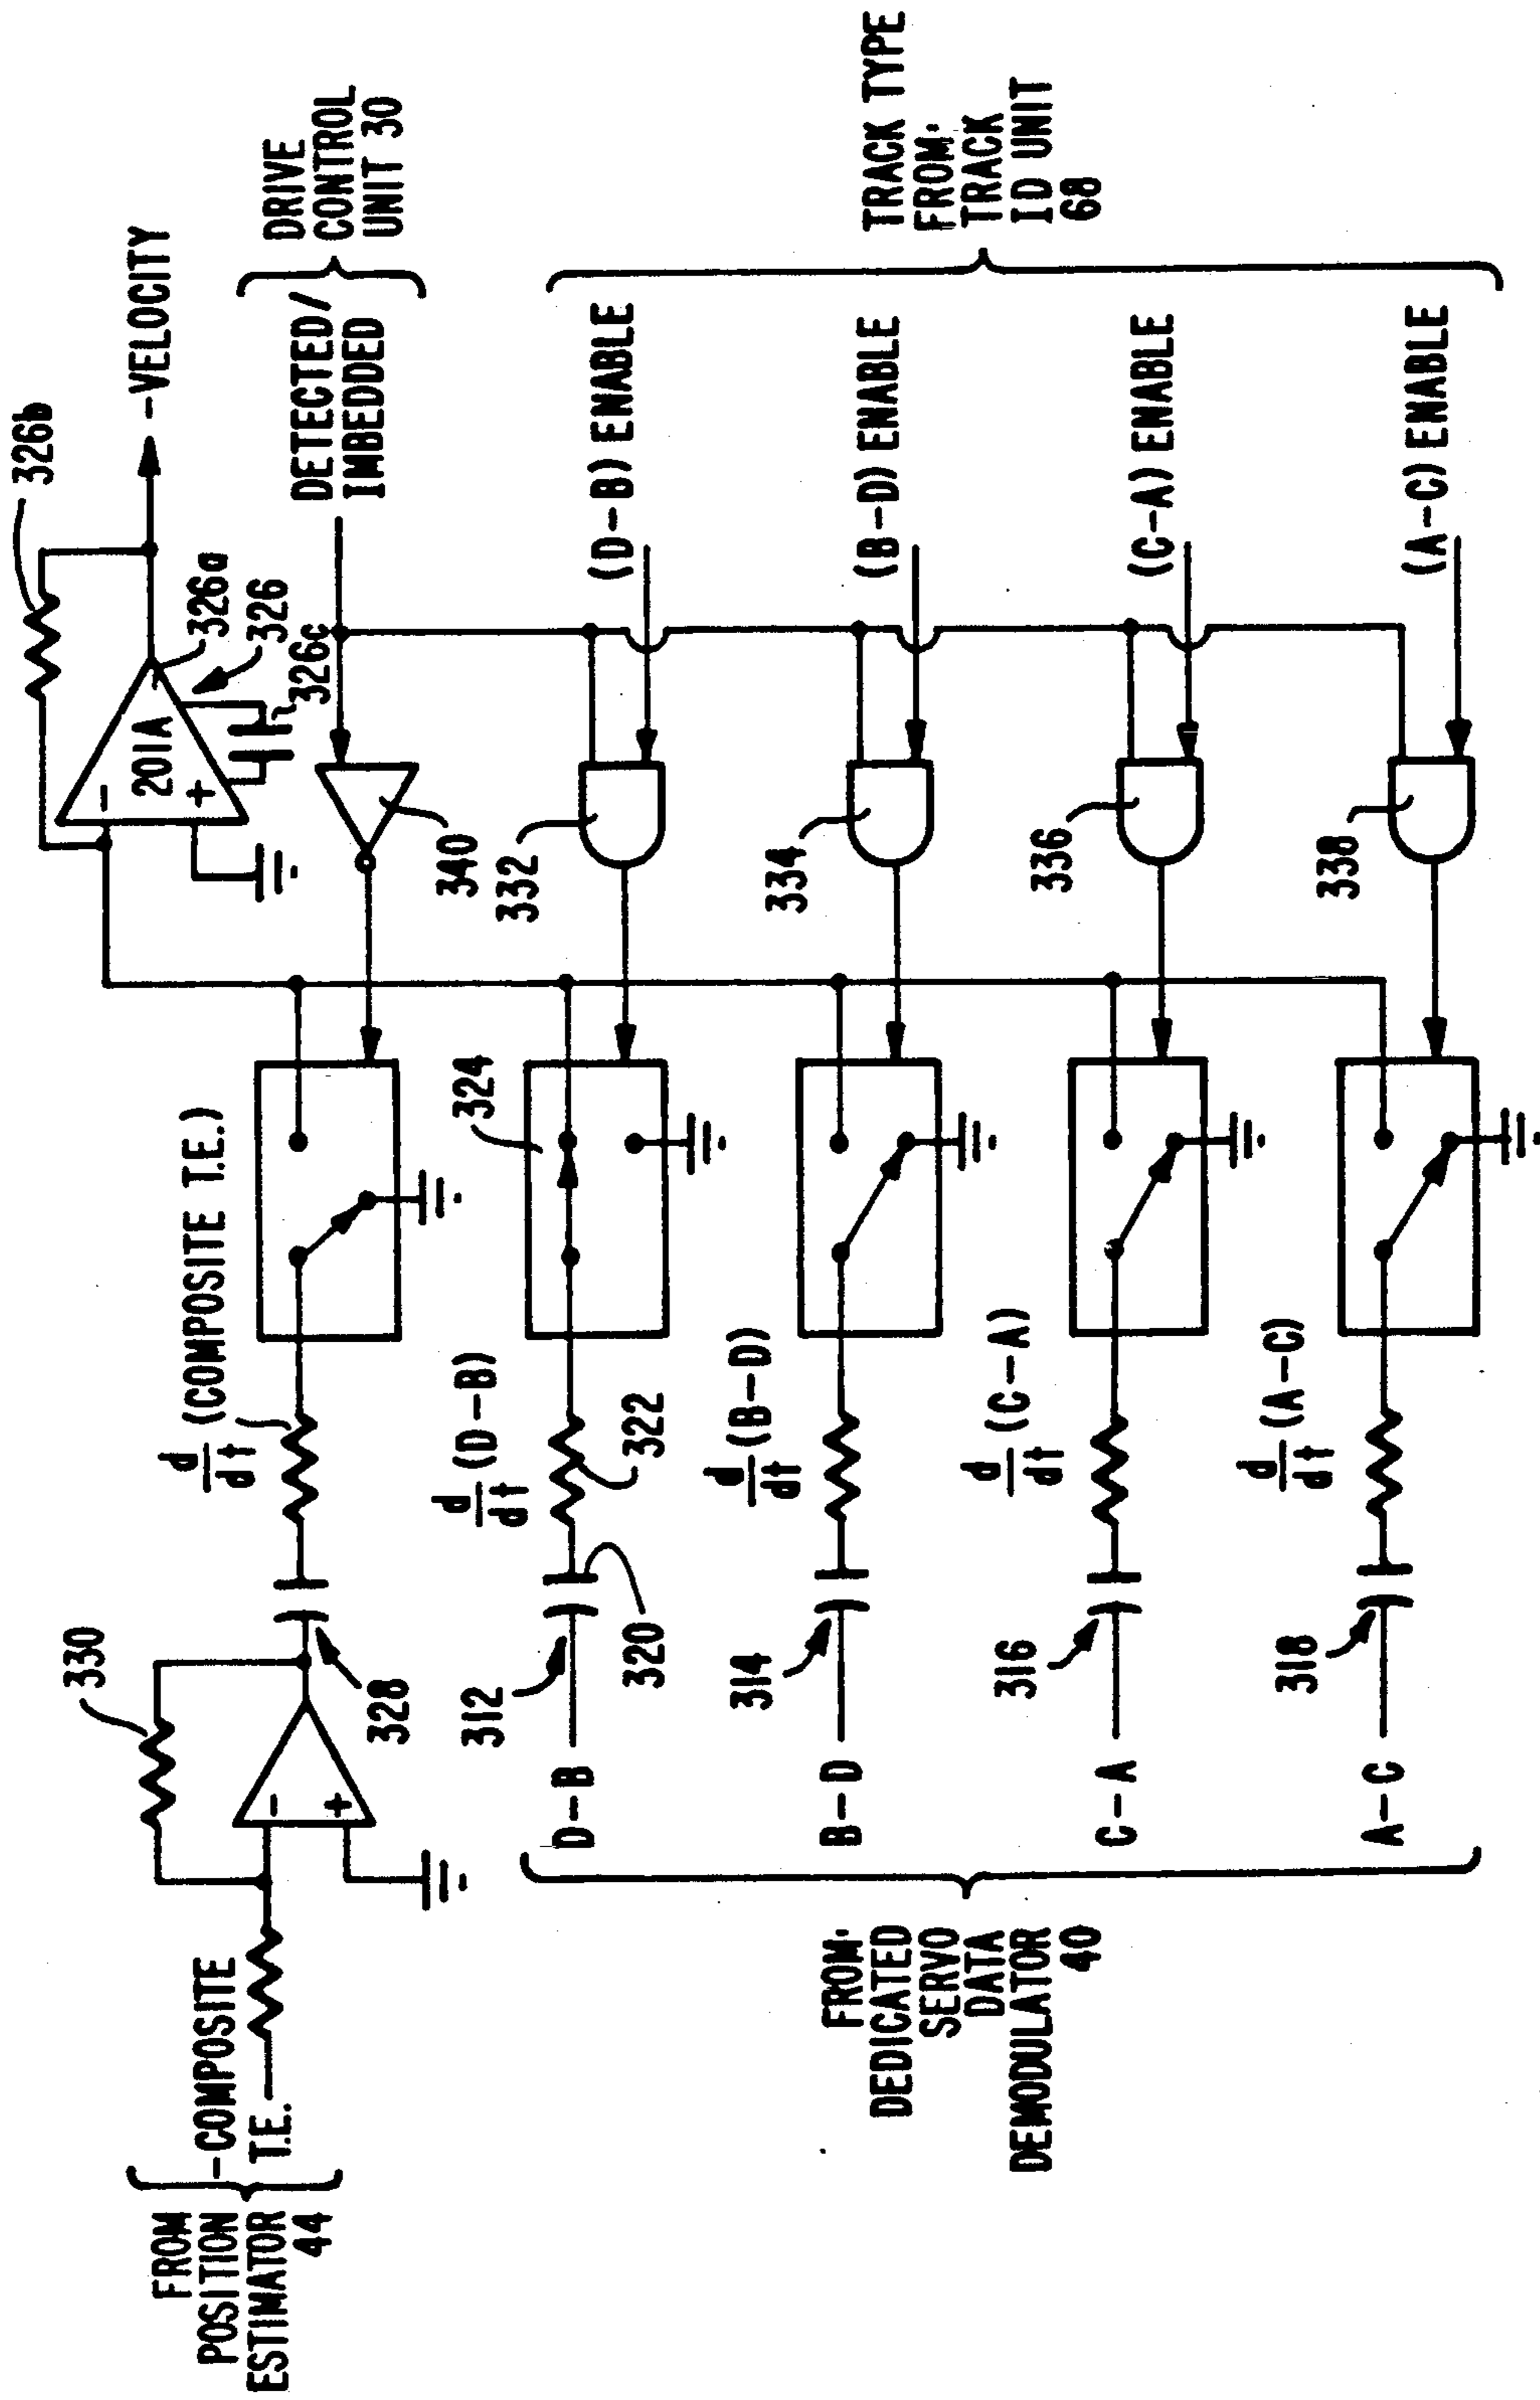 FROM
POSITION
ESTIMATOR
44
-COMPOSITE
T.E.
330
328
d/dt (COMPOSITE T.E.)
326b
-
201A
+
326a
326
326c
-VELOCITY
DETECTED/
IMBEDDED
DRIVE
CONTROL
UNIT 30
-
+
340
FROM:
DEDICATED
SERVO
DATA
DEMODULATOR
40
D-B
312
320
d/dt (D-B)
322
324
332
(D-B) ENABLE
B-D
314
d/dt (B-D)
334
(B-D) ENABLE
C-A
316
d/dt (C-A)
336
(C-A) ENABLE
A-C
318
d/dt (A-C)
338
(A-C) ENABLE
TRACK TYPE
FROM:
TRACK
ID UNIT
68